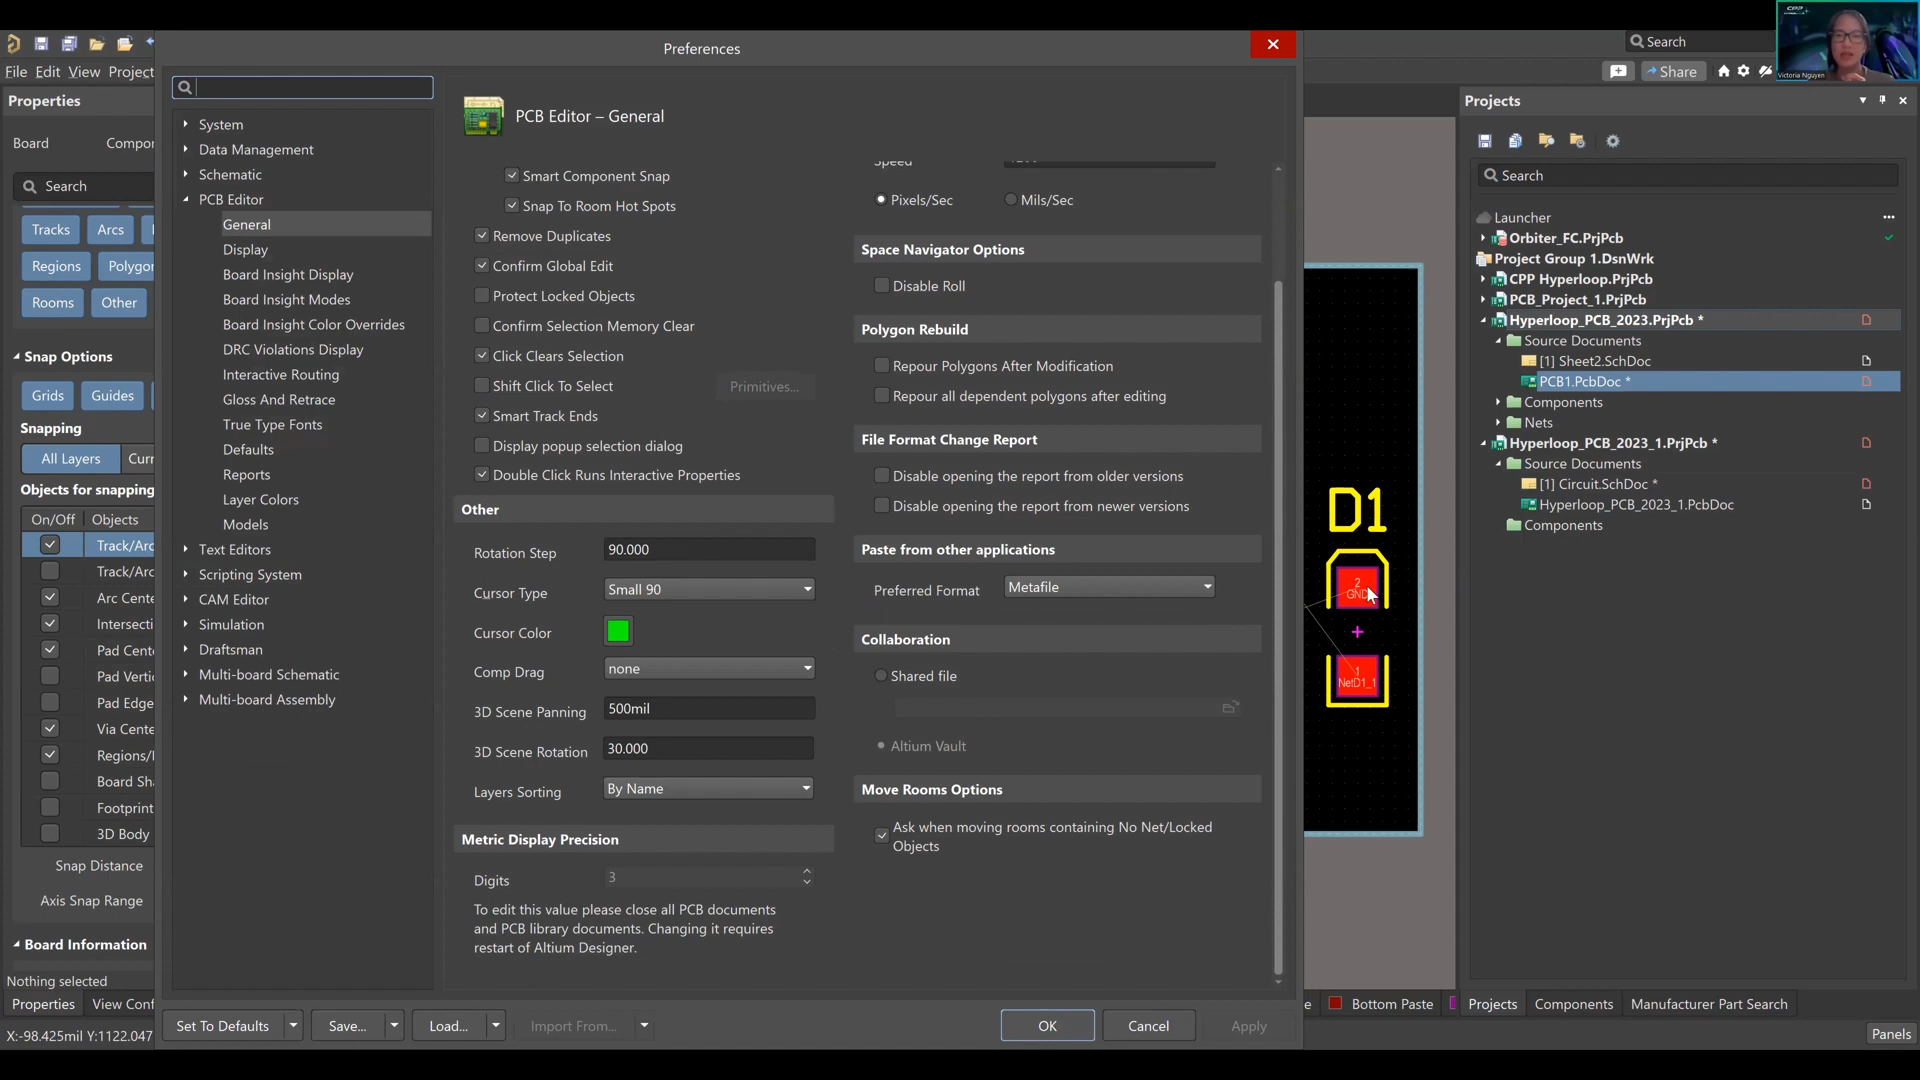 Preferences
Search
CPP
Victoria Nguyen
File Edit View Project
Share
Properties
Board
Search
Tracks
Arcs
Regions
Rooms
Other
Snap Options
Grids
Guides
Snapping
All Layers
Objects for snapping
On/Off Objects
Snap Distance
Axis Snap Range
Board Information
Nothing selected
Properties
X:-98.425mil Y:1122.047
System
Data Management
Schematic
PCB Editor
General
Display
Board Insight Display
Board Insight Modes
Board Insight Color Overrides
DRC Violations Display
Interactive Routing
Gloss And Retrace
True Type Fonts
Defaults
Reports
Layer Colors
Models
Text Editors
Scripting System
CAM Editor
Simulation
Draftsman
Multi-board Schematic
Multi-board Assembly
PCB Editor – General
Smart Component Snap
Snap To Room Hot Spots
Remove Duplicates
Confirm Global Edit
Protect Locked Objects
Confirm Selection Memory Clear
Click Clears Selection
Shift Click To Select
Primitives...
Smart Track Ends
Display popup selection dialog
Double Click Runs Interactive Properties
Other
Rotation Step 90.000
Cursor Type Small 90
Cursor Color
Comp Drag none
3D Scene Panning 500mil
3D Scene Rotation 30.000
Layers Sorting By Name
Metric Display Precision
Digits 3
To edit this value please close all PCB documents
and PCB library documents. Changing it requires
restart of Altium Designer.
Speed
Pixels/Sec Mils/Sec
Space Navigator Options
Disable Roll
Polygon Rebuild
Repour Polygons After Modification
Repour all dependent polygons after editing
File Format Change Report
Disable opening the report from older versions
Disable opening the report from newer versions
Paste from other applications
Preferred Format Metafile
Collaboration
Shared file
Altium Vault
Move Rooms Options
Ask when moving rooms containing No Net/Locked
Objects
Set To Defaults
Save...
Load...
Import From...
OK
Cancel
Apply
D1
2
GND
1
NetD1_1
Bottom Paste
Projects
Search
Launcher
Orbiter_FC.PrjPcb
Project Group 1.DsnWrk
CPP Hyperloop.PrjPcb
PCB_Project_1.PrjPcb
Hyperloop_PCB_2023.PrjPcb *
Source Documents
[1] Sheet2.SchDoc
PCB1.PcbDoc *
Components
Nets
Hyperloop_PCB_2023_1.PrjPcb *
Source Documents
[1] Circuit.SchDoc *
Hyperloop_PCB_2023_1.PcbDoc
Components
Projects Components Manufacturer Part Search
Panels